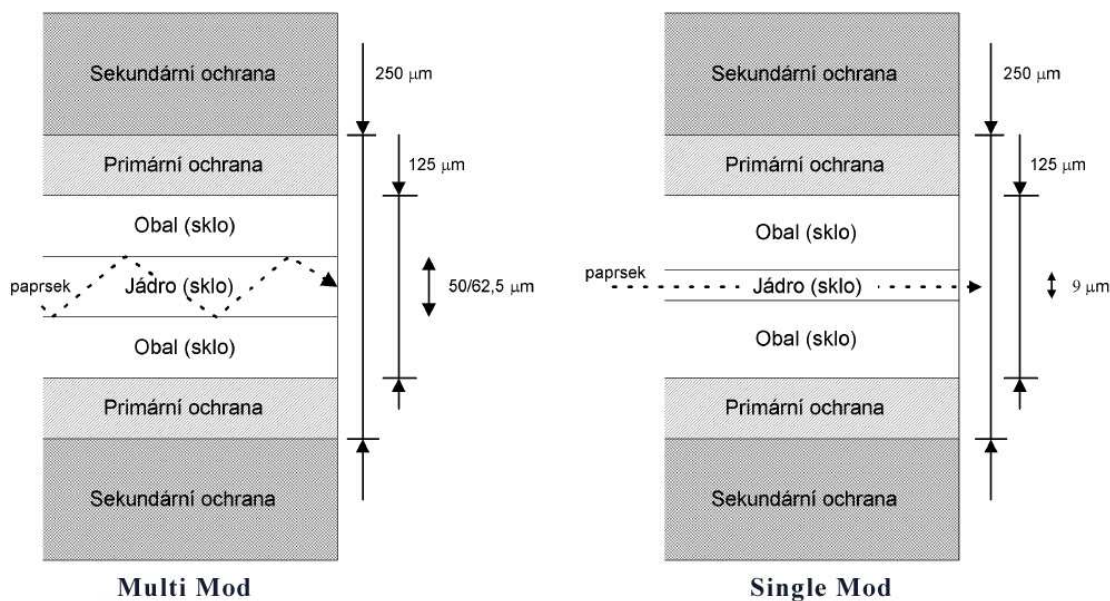 Sekundární ochrana
250 μm
Primární ochrana
125 μm
Obal (sklo)
paprsek
Jádro (sklo)
50/62,5 μm
Obal (sklo)
Primární ochrana
Sekundární ochrana
Multi Mod
Sekundární ochrana
250 μm
Primární ochrana
125 μm
Obal (sklo)
paprsek
Jádro (sklo)
9 μm
Obal (sklo)
Primární ochrana
Sekundární ochrana
Single Mod